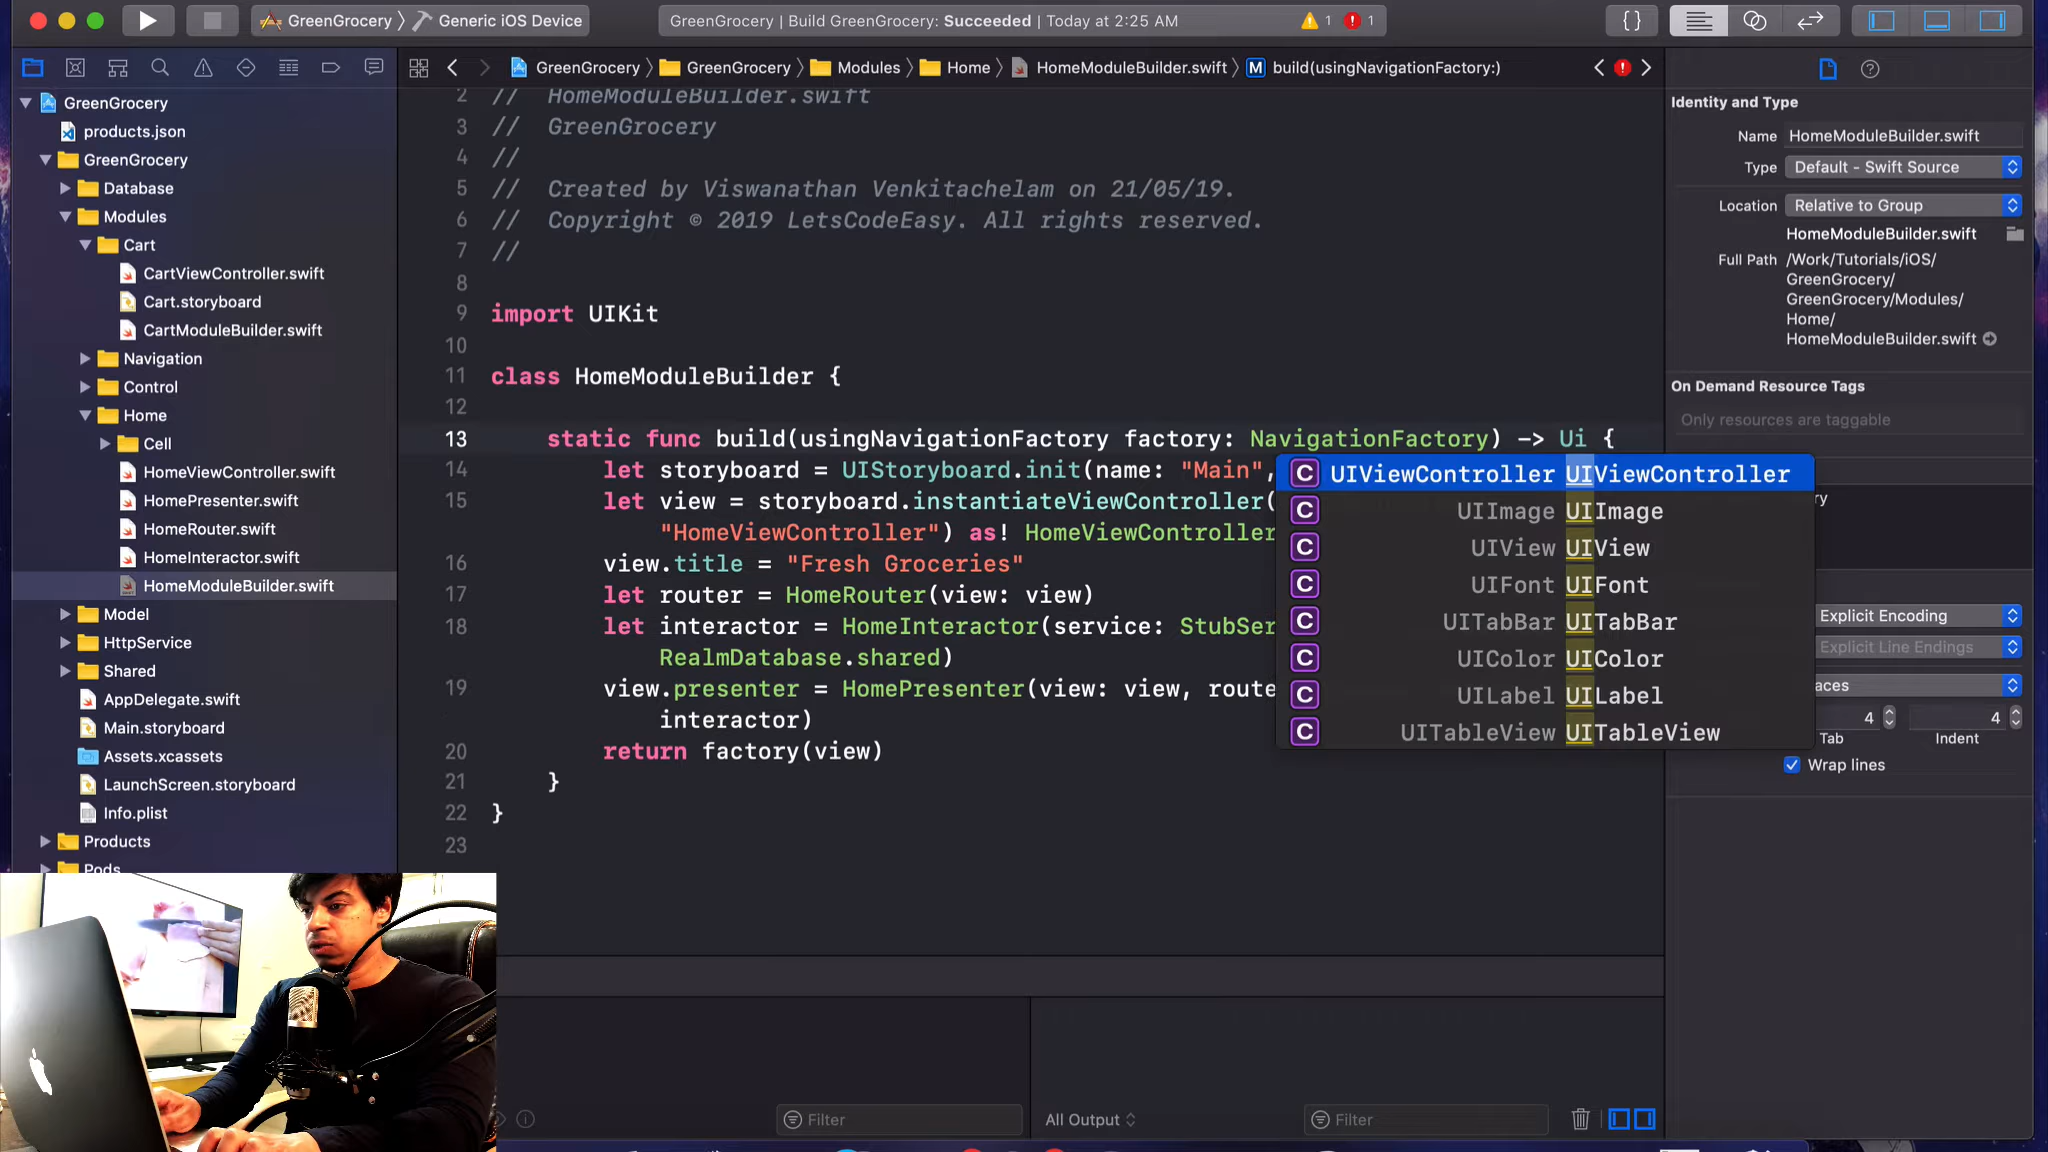 GreenGrocery 〉 Generic iOS Device
GreenGrocery | Build GreenGrocery: Succeeded | Today at 2:25 AM
1
1
{}
GreenGrocery
products.json
GreenGrocery
Database
Modules
Cart
CartViewController.swift
Cart.storyboard
CartModuleBuilder.swift
Navigation
Control
Home
Cell
HomeViewController.swift
HomePresenter.swift
HomeRouter.swift
HomeInteractor.swift
HomeModuleBuilder.swift
Model
HttpService
Shared
AppDelegate.swift
Main.storyboard
Assets.xcassets
LaunchScreen.storyboard
Info.plist
Products
Pods
GreenGrocery 〉 GreenGrocery 〉 Modules 〉 Home 〉 HomeModuleBuilder.swift 〉 M build(usingNavigationFactory:)
2 // HomeModuleBuilder.swift
3 // GreenGrocery
4 //
5 // Created by Viswanathan Venkitachelam on 21/05/19.
6 // Copyright © 2019 LetsCodeEasy. All rights reserved.
7 //
8
9 import UIKit
10
11 class HomeModuleBuilder {
12
13 static func build(usingNavigationFactory factory: NavigationFactory) -> Ui {
14 let storyboard = UIStoryboard.init(name: "Main",
15 let view = storyboard.instantiateViewController(
"HomeViewController") as! HomeViewController
16 view.title = "Fresh Groceries"
17 let router = HomeRouter(view: view)
18 let interactor = HomeInteractor(service: StubSer
RealmDatabase.shared)
19 view.presenter = HomePresenter(view: view, route
interactor)
20 return factory(view)
21 }
22 }
23
C UIViewController UIViewController
C UIImage UIImage
C UIView UIView
C UIFont UIFont
C UITabBar UITabBar
C UIColor UIColor
C UILabel UILabel
C UITableView UITableView
Identity and Type
Name HomeModuleBuilder.swift
Type Default - Swift Source
Location Relative to Group
HomeModuleBuilder.swift
Full Path /Work/Tutorials/iOS/
GreenGrocery/
GreenGrocery/Modules/
Home/
HomeModuleBuilder.swift
On Demand Resource Tags
Only resources are taggable
ry
Explicit Encoding
Explicit Line Endings
aces
4 4
Tab Indent
Wrap lines
Filter
All Output
Filter